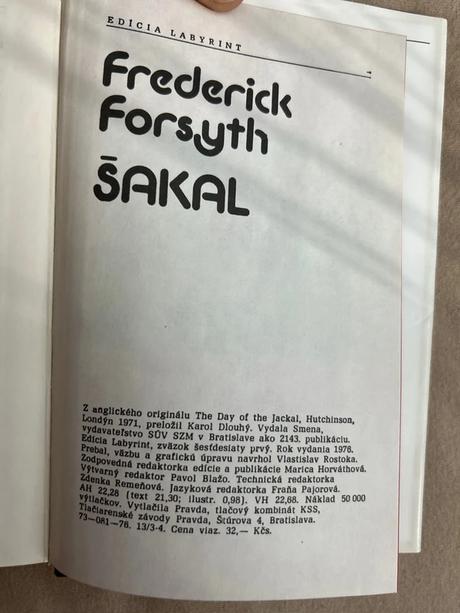 EDÍCIA LABYRINT
Frederick
Forsyth
ŠAKAL
Z anglického originálu The Day of the Jackal, Hutchinson,
Londýn 1971, preložil Karol Dlouhý. Vydala Smena,
vydavateľstvo SÚV SZM v Bratislave ako 2143. publikáciu.
Edícia Labyrint, zväzok šesťdesiaty prvý. Rok vydania 1976.
Prebal, väzbu a grafickú úpravu navrhol Vlastislav Rostoka.
Zodpovedná redaktorka edície a publikácie Marica Horváthová.
Výtvarný redaktor Pavol Blažo. Technická redaktorka
Zdenka Remeňová. Jazyková redaktorka Fraňa Pajorová.
AH 22,28 (text 21,30; ilustr. 0,98). VH 22,68. Náklad 50 000
výtlačkov. Vytlačila Pravda, tlačový kombinát KSS,
Tlačiarenské závody Pravda, Štúrova 4, Bratislava.
73—081—76. 13/3-4. Cena viaz. 32,— Kčs.